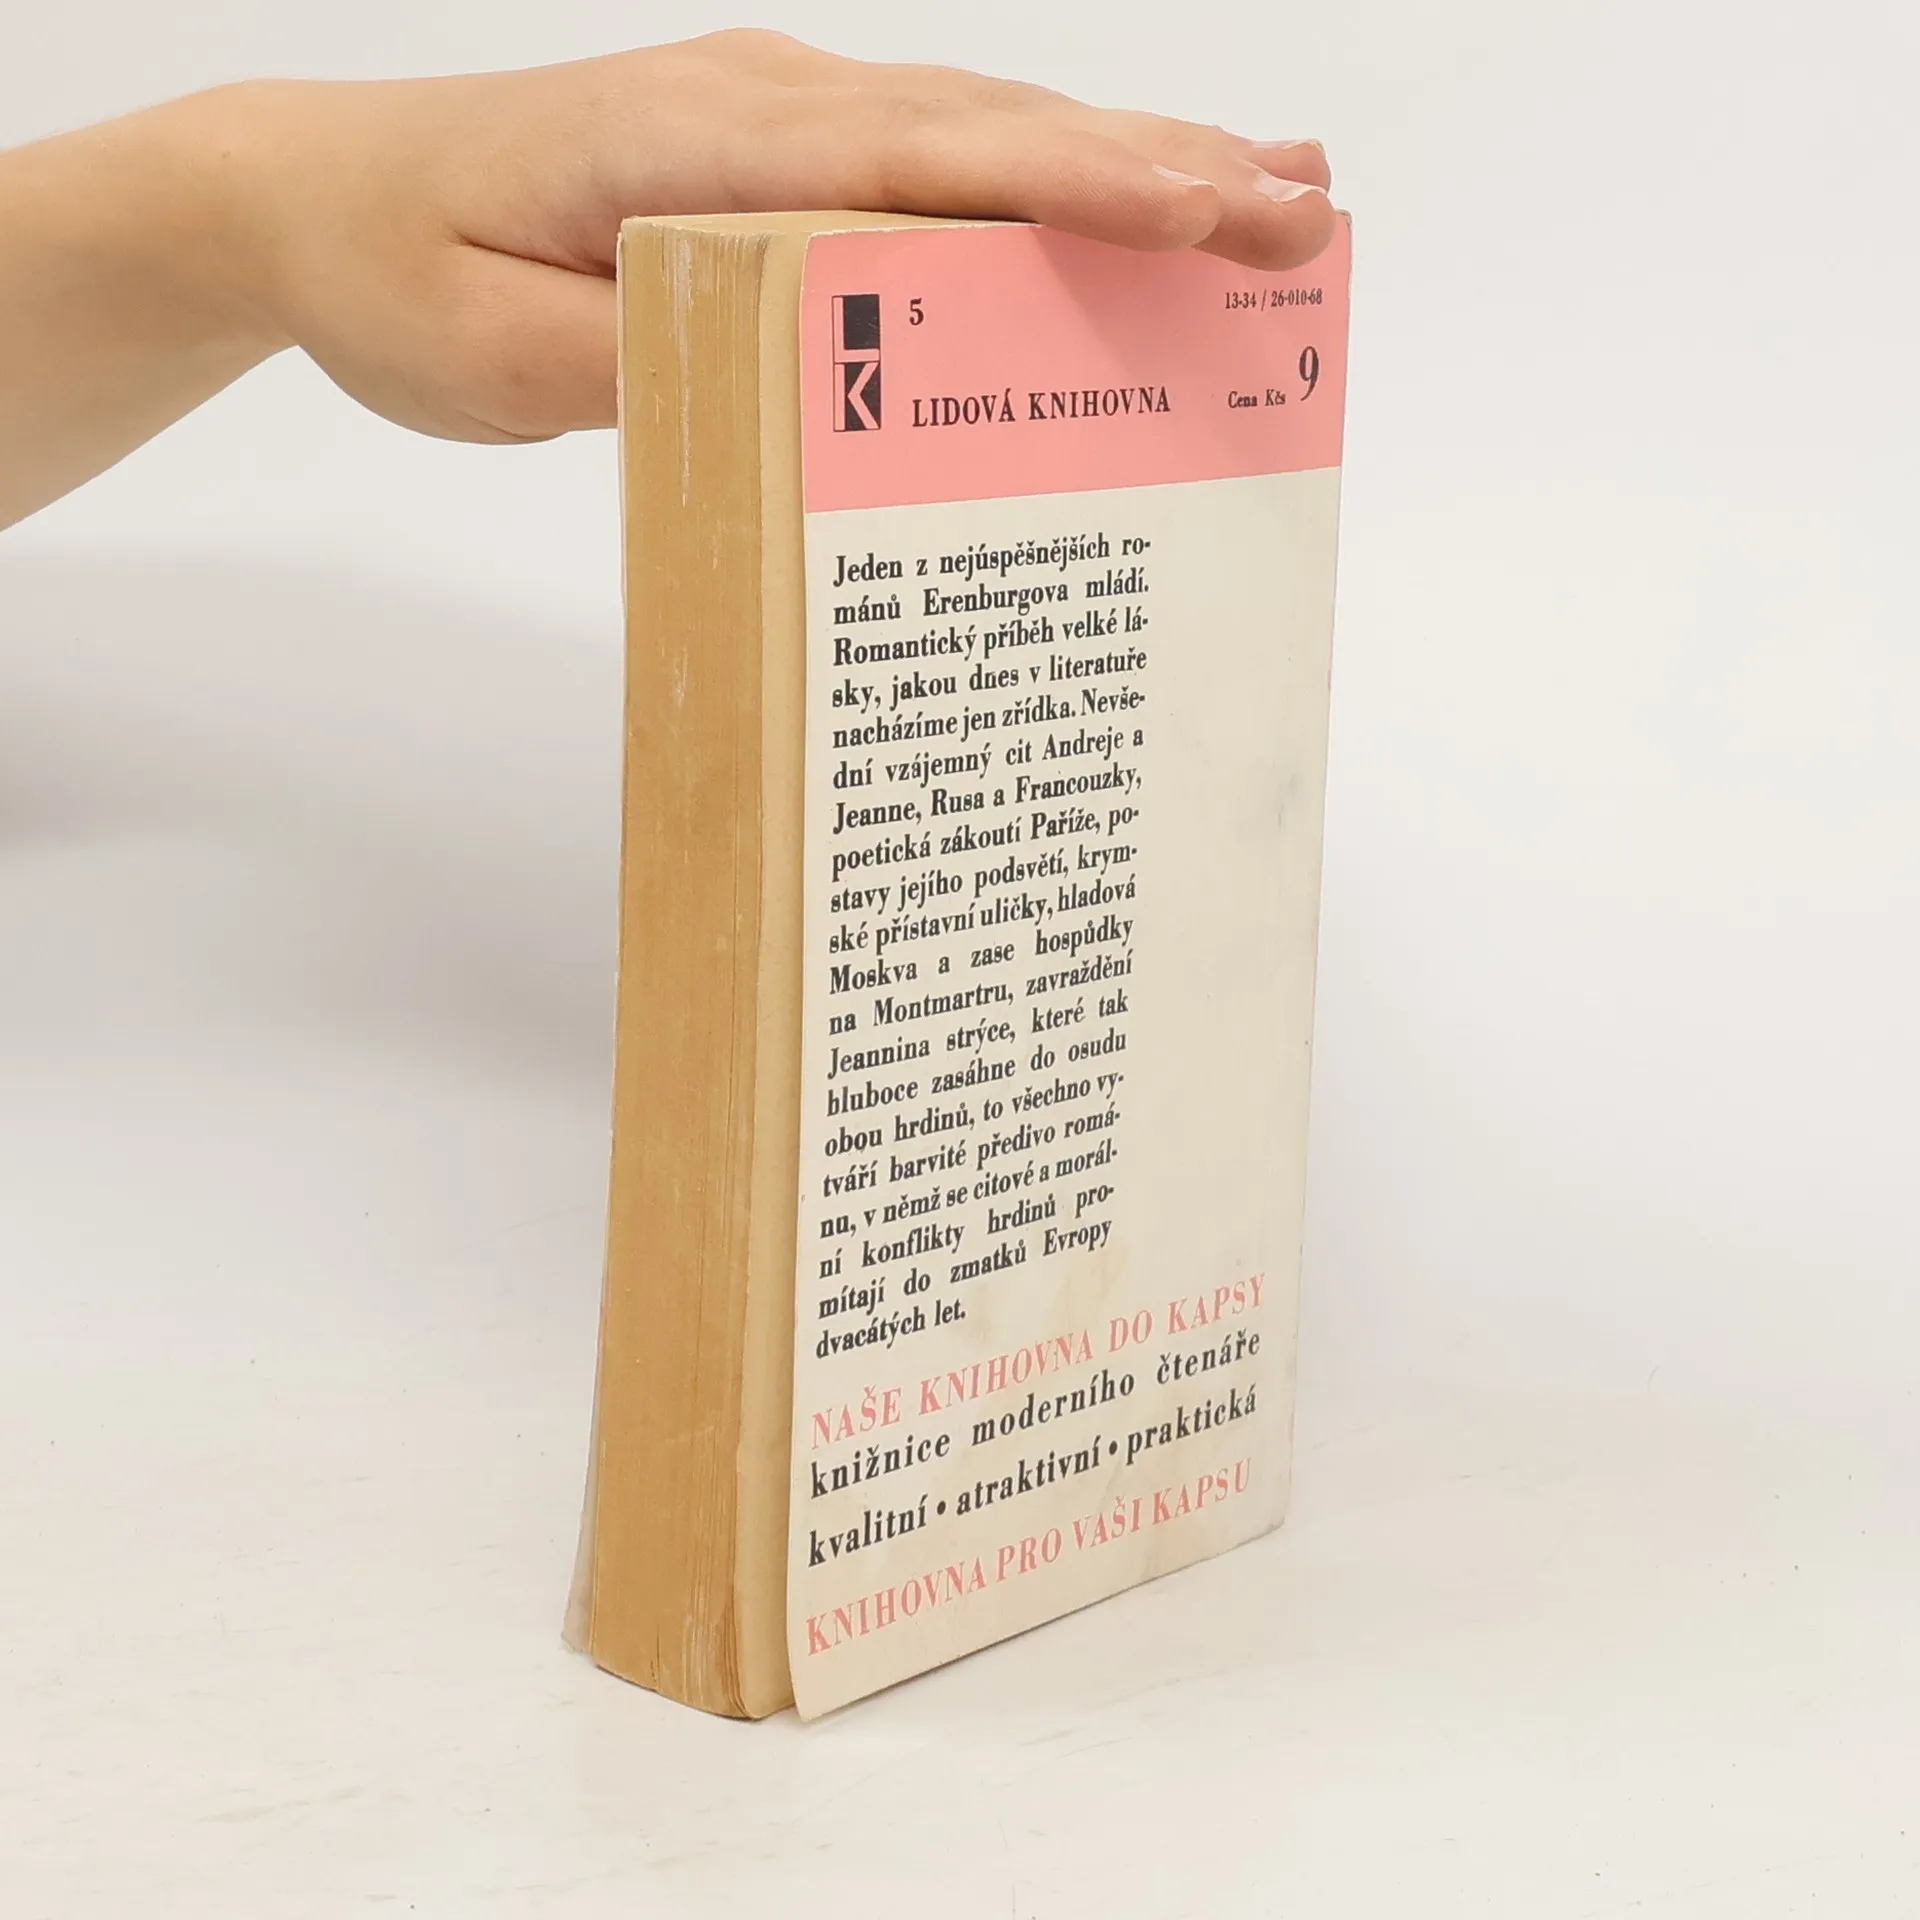 LK
5
13-34 / 26-010-68
LIDOVÁ KNIHOVNA
Cena Kčs 9
Jeden z nejúspěšnějších ro-
mánů Erenburgova mládí.
Romantický příběh velké lá-
sky, jakou dnes v literatuře
nacházíme jen zřídka. Nevše-
dní vzájemný cit Andreje a
Jeanne, Rusa a Francouzky,
poetická zákoutí Paříže, po-
stavy jejího podsvětí, krym-
ské přístavní uličky, hladová
Moskva a zase hospůdky
na Montmartru, zavraždění
Jeannina strýce, které tak
hluboce zasáhne do osudu
obou hrdinů, to všechno vy-
tváří barvité předivo romá-
nu, v němž se citové a morál-
ní konflikty hrdinů pro-
mítají do zmatků Evropy
dvacátých let.
NAŠE KNIHOVNA DO KAPSY
knižnice moderního čtenáře
kvalitní • atraktivní • praktická
KNIHOVNA PRO VAŠI KAPSU